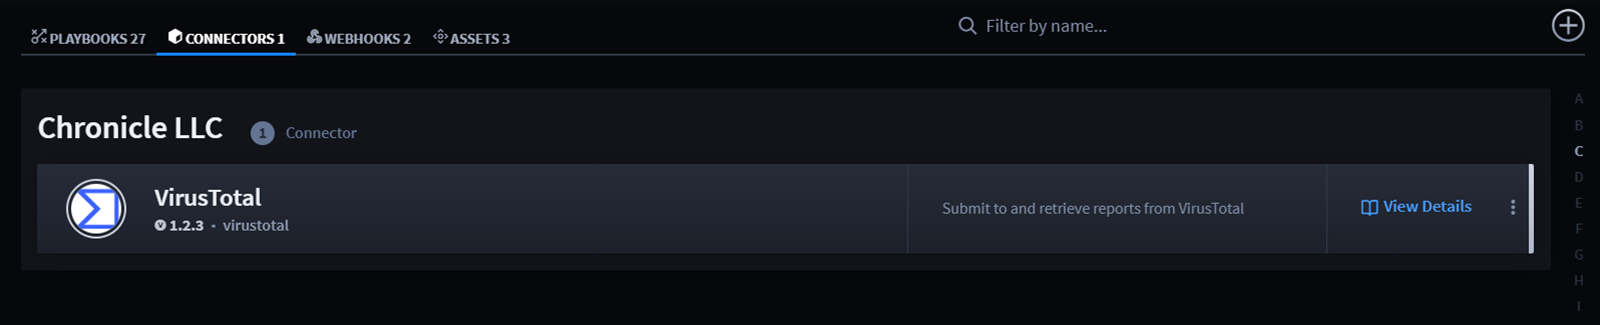 PLAYBOOKS 27 CONNECTORS 1 WEBHOOKS 2 ASSETS 3 Filter by name...
Chronicle LLC 1 Connector
VirusTotal
V 1.2.3 • virustotal
Submit to and retrieve reports from VirusTotal
View Details
A
B
C
D
E
F
G
H
I